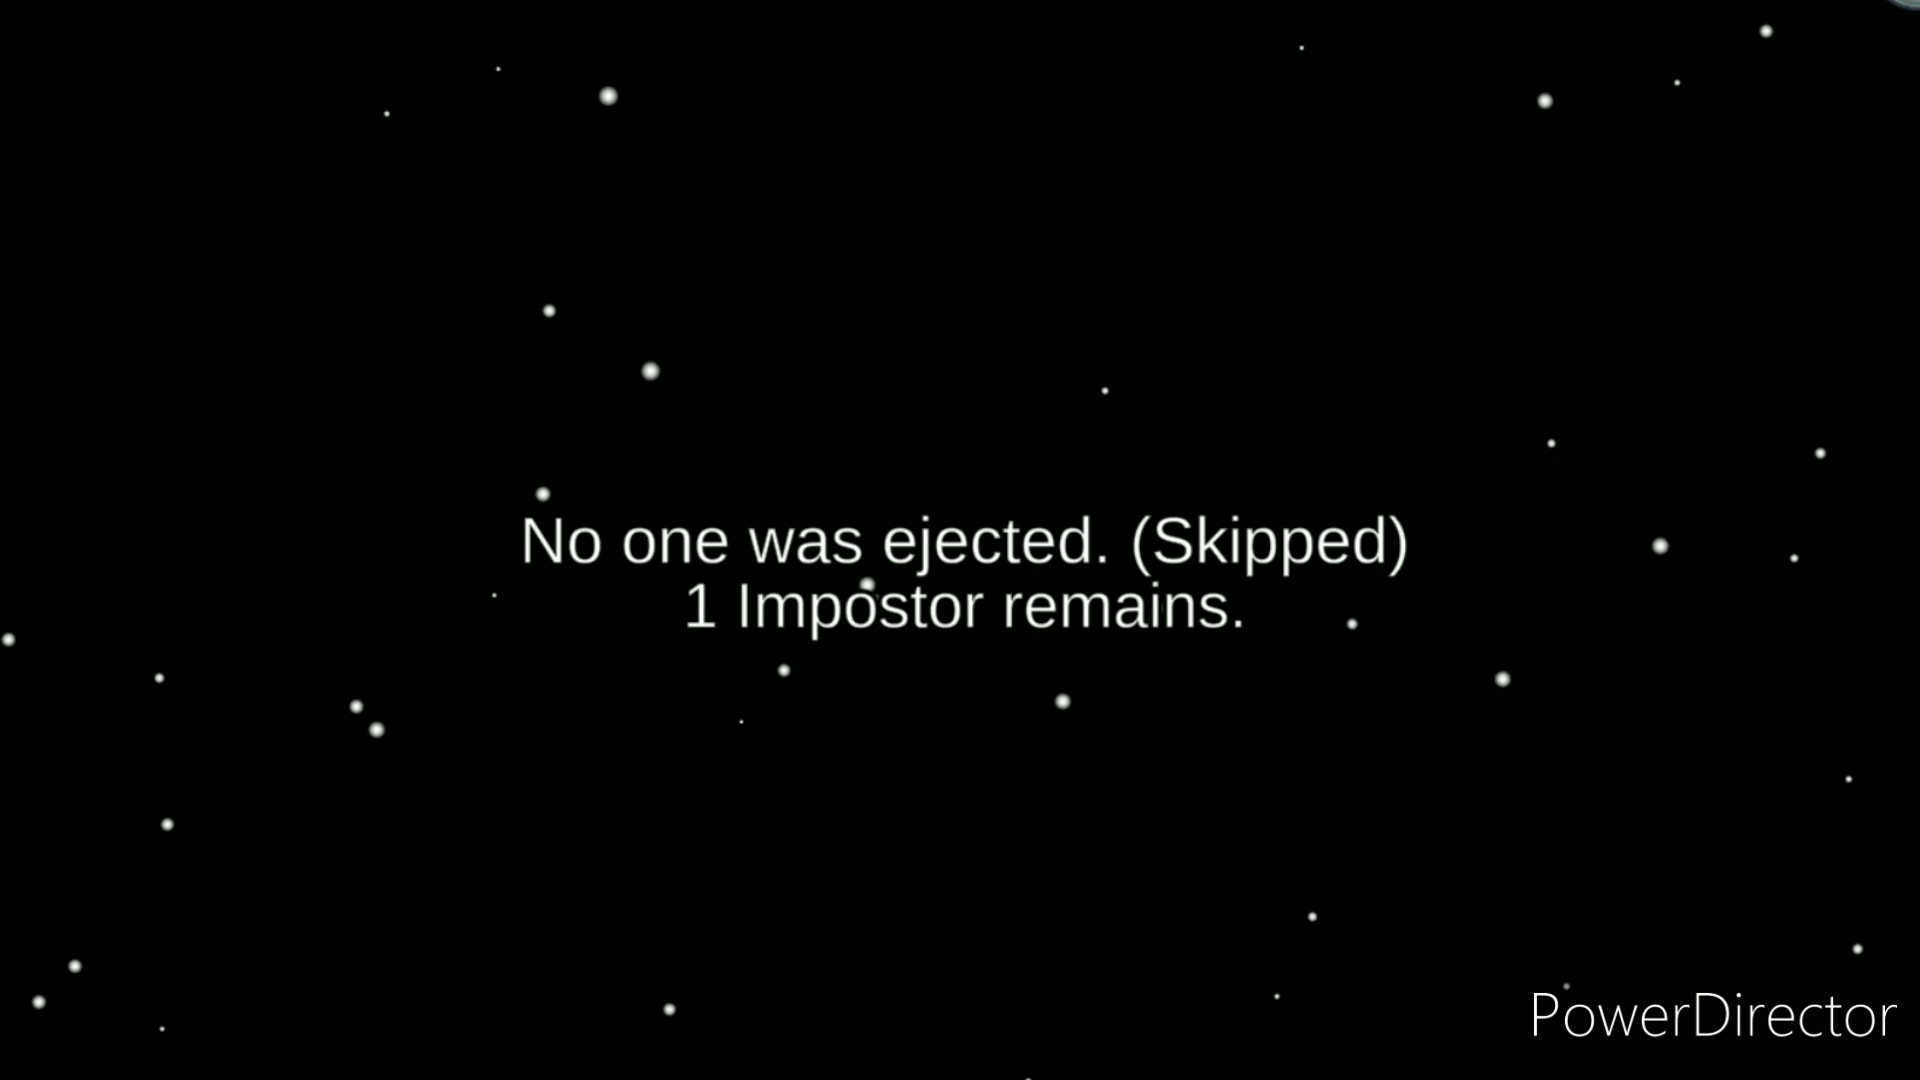 No one was ejected. (Skipped)
1 Impostor remains.
PowerDirector